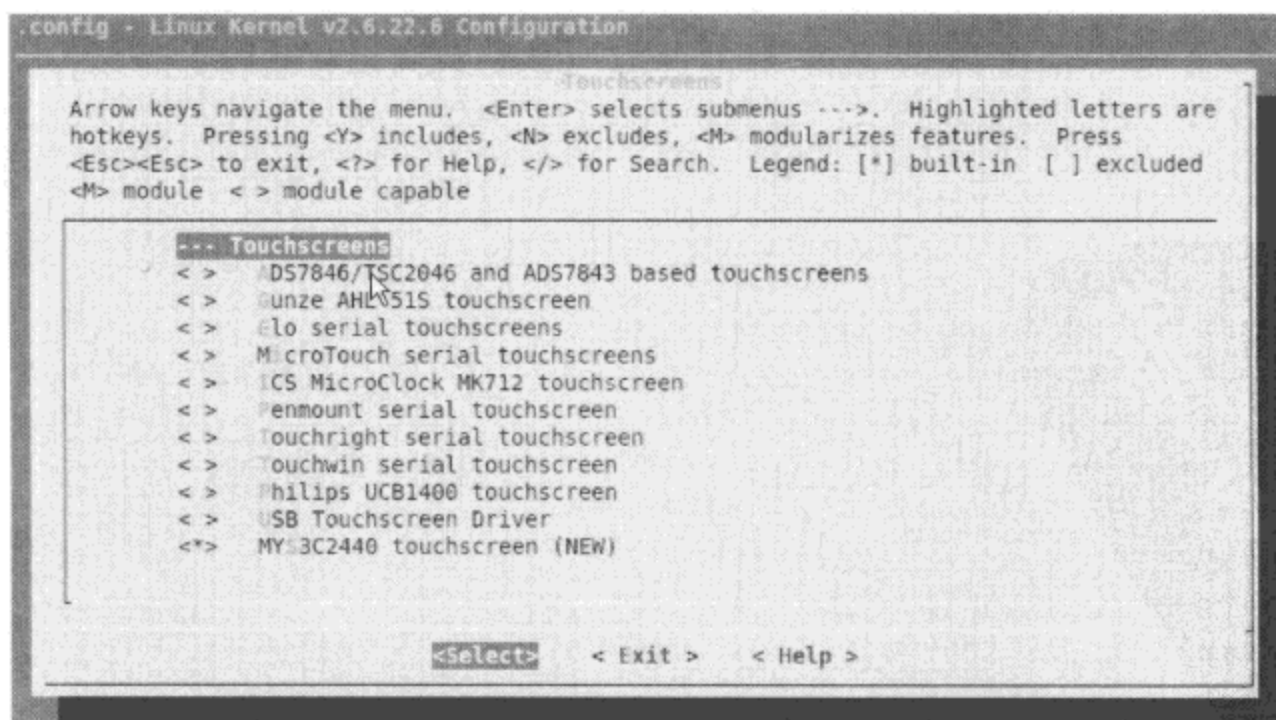 .config - Linux Kernel v2.6.22.6 Configuration
Touchscreens
Arrow keys navigate the menu. <Enter> selects submenus --->. Highlighted letters are
hotkeys. Pressing <Y> includes, <N> excludes, <M> modularizes features. Press
<Esc><Esc> to exit, <?> for Help, </> for Search. Legend: [*] built-in [ ] excluded
<M> module < > module capable
--- Touchscreens
< > ADS7846/TSC2046 and ADS7843 based touchscreens
< > Gunze AHL-51S touchscreen
< > Elo serial touchscreens
< > MicroTouch serial touchscreens
< > ICS MicroClock MK712 touchscreen
< > Penmount serial touchscreen
< > Touchright serial touchscreen
< > Touchwin serial touchscreen
< > Philips UCB1400 touchscreen
< > USB Touchscreen Driver
<*> MYS3C2440 touchscreen (NEW)
<Select> < Exit > < Help >